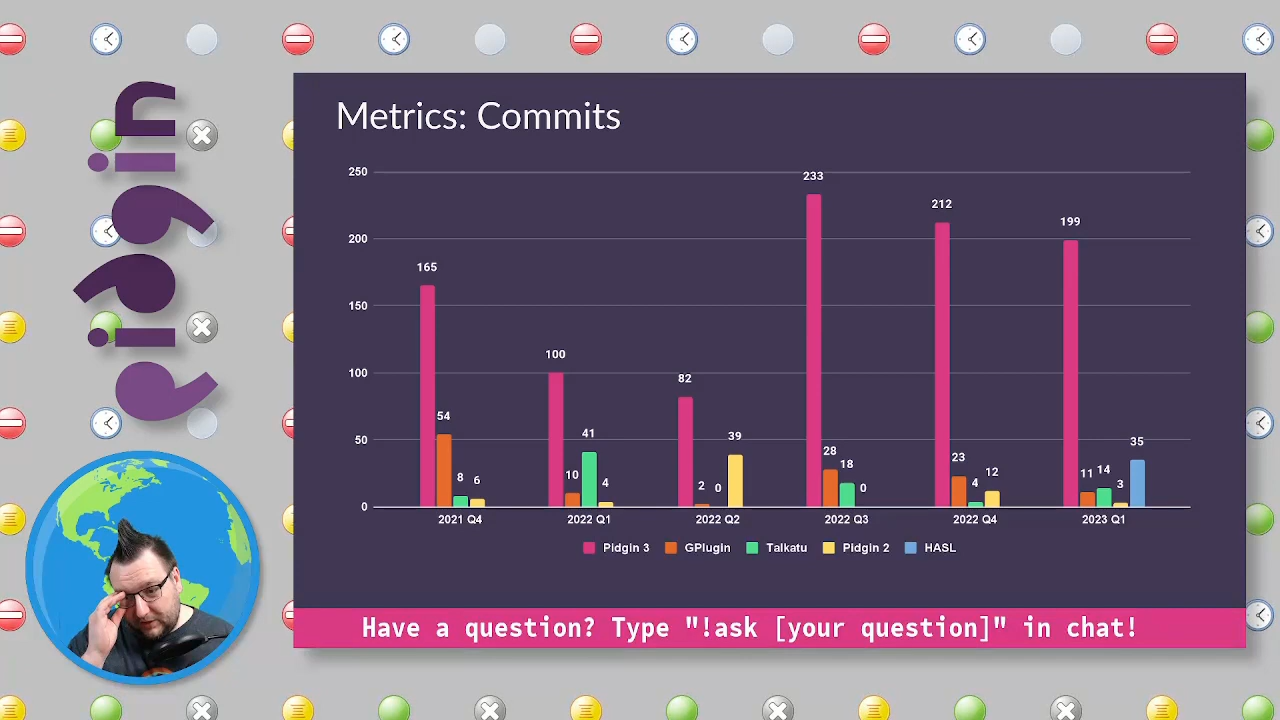 pidgin
Metrics: Commits
250
200
150
100
50
0
165
54
8
6
100
10
41
4
82
2
0
39
233
28
18
0
212
23
4
12
199
11
14
3
35
2021 Q4
2022 Q1
2022 Q2
2022 Q3
2022 Q4
2023 Q1
Pidgin 3
GPlugin
Talkatu
Pidgin 2
HASL
Have a question? Type "!ask [your question]" in chat!